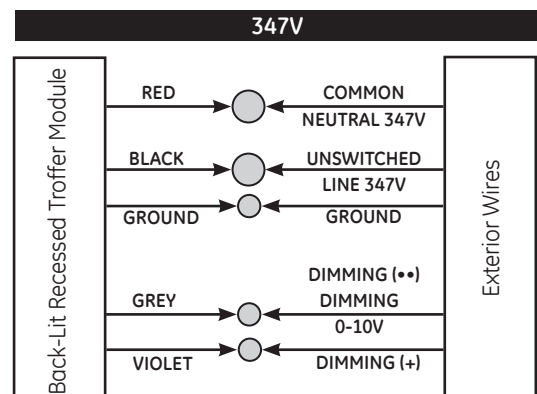 347V
Back-Lit Recessed Troffer Module
RED
COMMON
NEUTRAL 347V
BLACK
UNSWITCHED
LINE 347V
GROUND
GROUND
DIMMING (••)
GREY
DIMMING
0-10V
VIOLET
DIMMING (+)
Exterior Wires